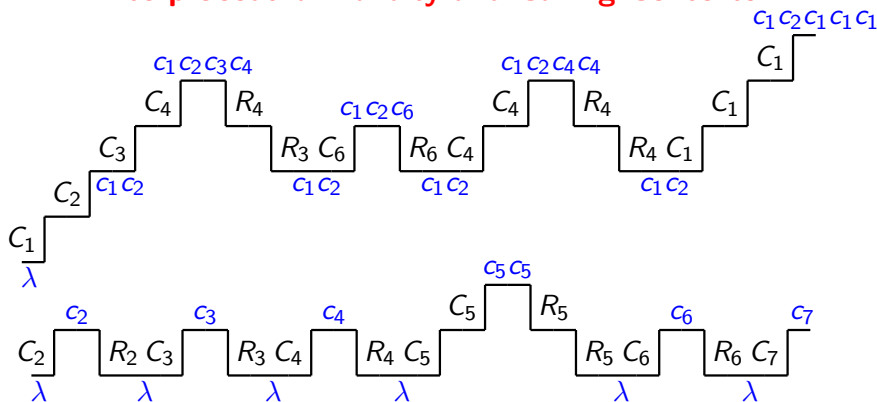 c₁c₂c₁c₁c₁
c₁c₂c₃c₄ c₁c₂c₄c₄ C₁
C₄ R₄ c₁c₂c₆ C₄ R₄ C₁
C₃ R₃ C₆ R₆ C₄ R₄ C₁
C₂ c₁c₂ c₁c₂ c₁c₂ c₁c₂
C₁
λ
c₅c₅
c₂ c₃ c₄ C₅ R₅ c₆ c₇
C₂ R₂ C₃ R₃ C₄ R₄ C₅ R₅ C₆ R₆ C₇
λ λ λ λ λ λ